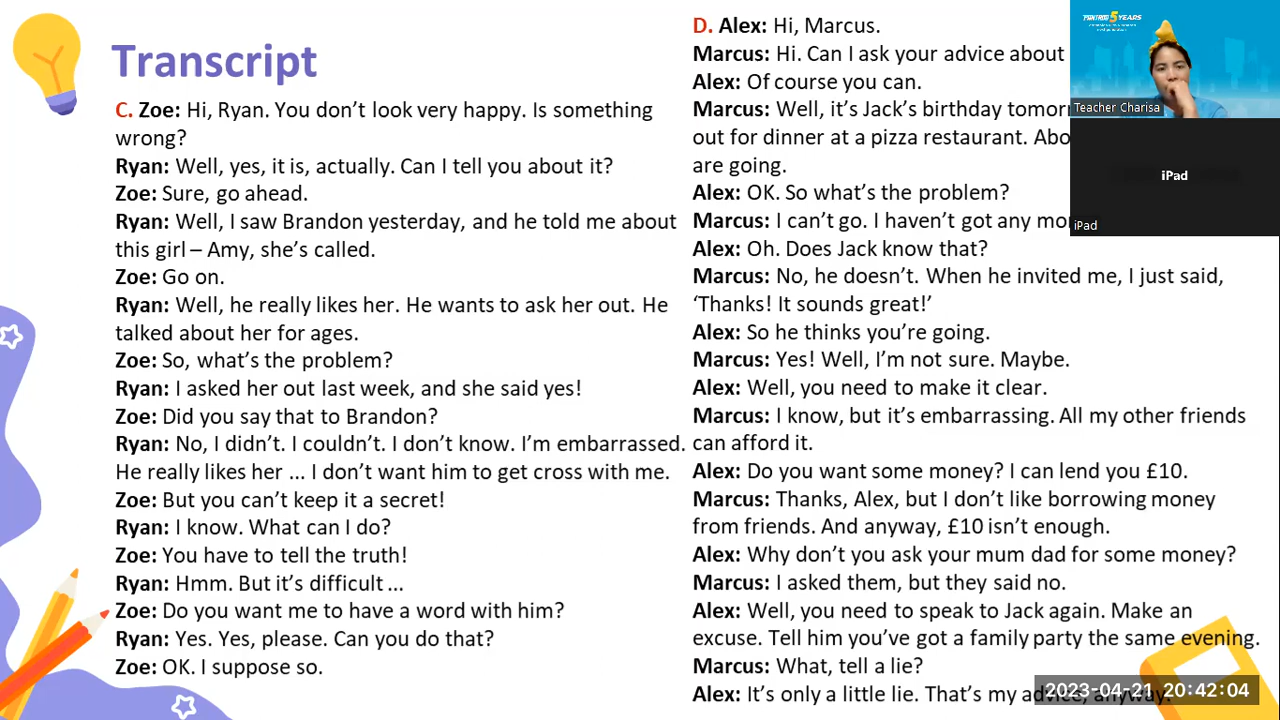 Transcript
C. Zoe: Hi, Ryan. You don’t look very happy. Is something
wrong?
Ryan: Well, yes, it is, actually. Can I tell you about it?
Zoe: Sure, go ahead.
Ryan: Well, I saw Brandon yesterday, and he told me about
this girl – Amy, she’s called.
Zoe: Go on.
Ryan: Well, he really likes her. He wants to ask her out. He
talked about her for ages.
Zoe: So, what’s the problem?
Ryan: I asked her out last week, and she said yes!
Zoe: Did you say that to Brandon?
Ryan: No, I didn’t. I couldn’t. I don’t know. I’m embarrassed.
He really likes her ... I don’t want him to get cross with me.
Zoe: But you can’t keep it a secret!
Ryan: I know. What can I do?
Zoe: You have to tell the truth!
Ryan: Hmm. But it’s difficult ...
Zoe: Do you want me to have a word with him?
Ryan: Yes. Yes, please. Can you do that?
Zoe: OK. I suppose so.
D. Alex: Hi, Marcus.
Marcus: Hi. Can I ask your advice about
Alex: Of course you can.
Marcus: Well, it’s Jack’s birthday
out for dinner at a pizza restaurant.
are going.
Alex: OK. So what’s the problem?
Marcus: I can’t go. I haven’t got any
Alex: Oh. Does Jack know that?
Marcus: No, he doesn’t. When he invited me, I just said,
‘Thanks! It sounds great!’
Alex: So he thinks you’re going.
Marcus: Yes! Well, I’m not sure. Maybe.
Alex: Well, you need to make it clear.
Marcus: I know, but it’s embarrassing. All my other friends
can afford it.
Alex: Do you want some money? I can lend you £10.
Marcus: Thanks, Alex, but I don’t like borrowing money
from friends. And anyway, £10 isn’t enough.
Alex: Why don’t you ask your mum dad for some money?
Marcus: I asked them, but they said no.
Alex: Well, you need to speak to Jack again. Make an
excuse. Tell him you’ve got a family party the same evening.
Marcus: What, tell a lie?
Alex: It’s only a little lie. That’s my advice, anyway.
5 YEARS
Teacher Charisa
iPad
iPad
2023-04-21 20:42:04